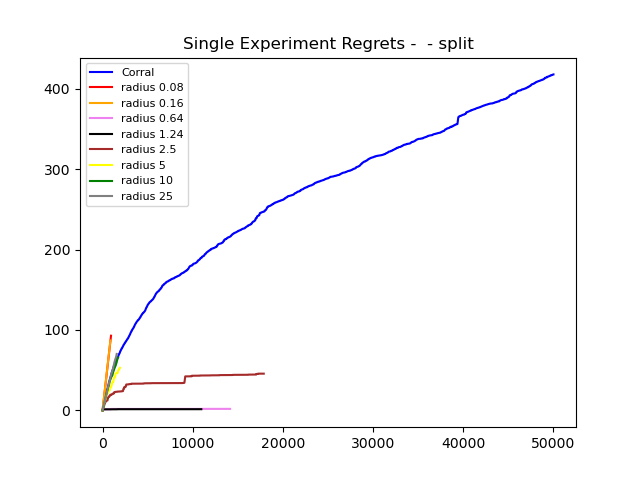 Single Experiment Regrets -  - split
Corral
radius 0.08
radius 0.16
radius 0.64
radius 1.24
radius 2.5
radius 5
radius 10
radius 25
400
300
200
100
0
0 10000 20000 30000 40000 50000